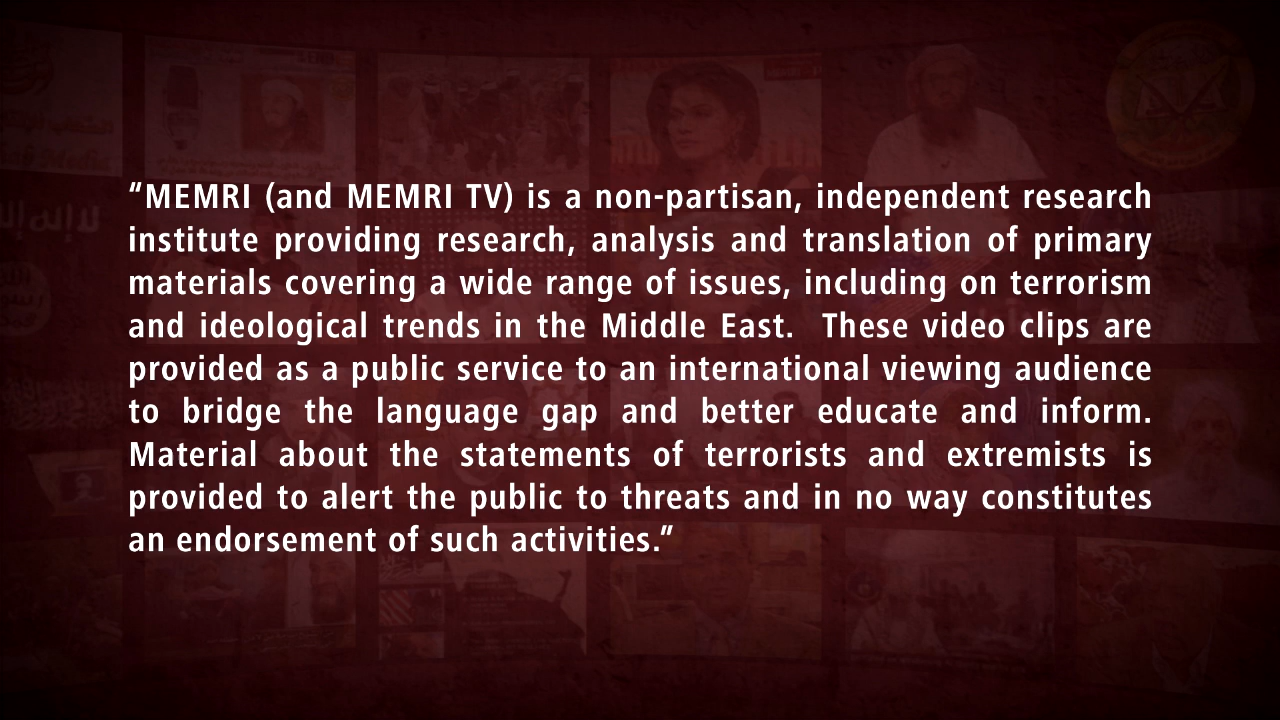 “MEMRI (and MEMRI TV) is a non-partisan, independent research
institute providing research, analysis and translation of primary
materials covering a wide range of issues, including on terrorism
and ideological trends in the Middle East. These video clips are
provided as a public service to an international viewing audience
to bridge the language gap and better educate and inform.
Material about the statements of terrorists and extremists is
provided to alert the public to threats and in no way constitutes
an endorsement of such activities.”